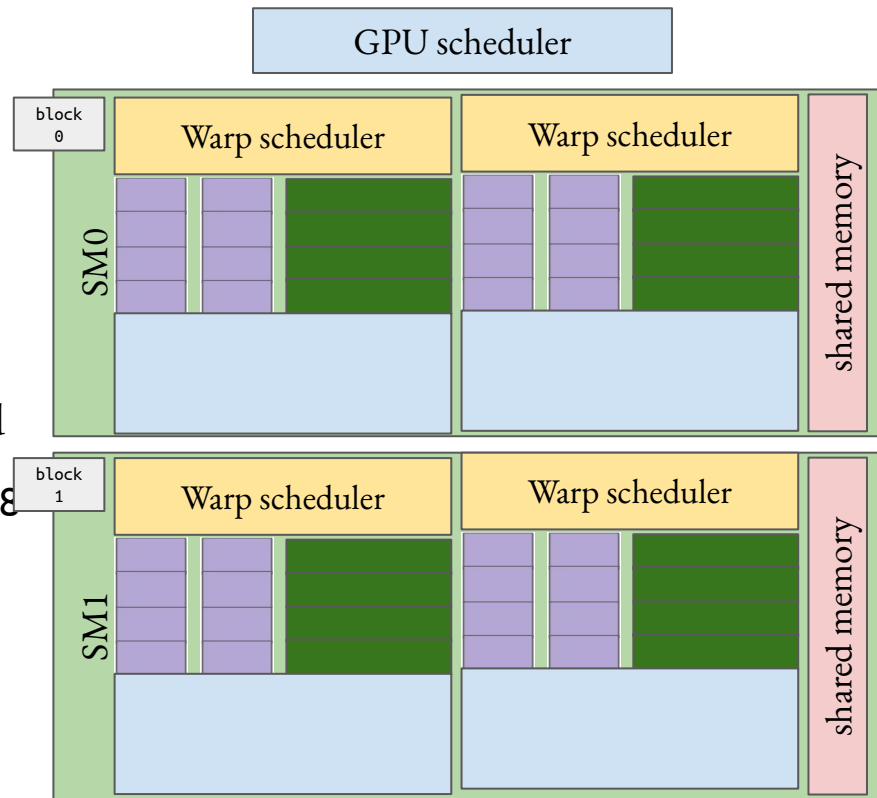 GPU scheduler
block
0
Warp scheduler
Warp scheduler
SM0
shared memory
block
1
8
Warp scheduler
Warp scheduler
SM1
shared memory